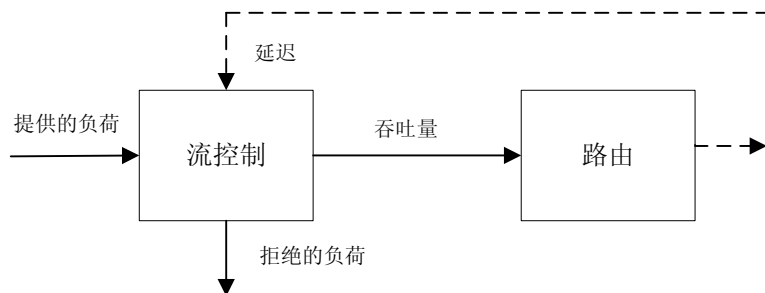 延迟
提供的负荷
吞吐量
流控制
路由
拒绝的负荷